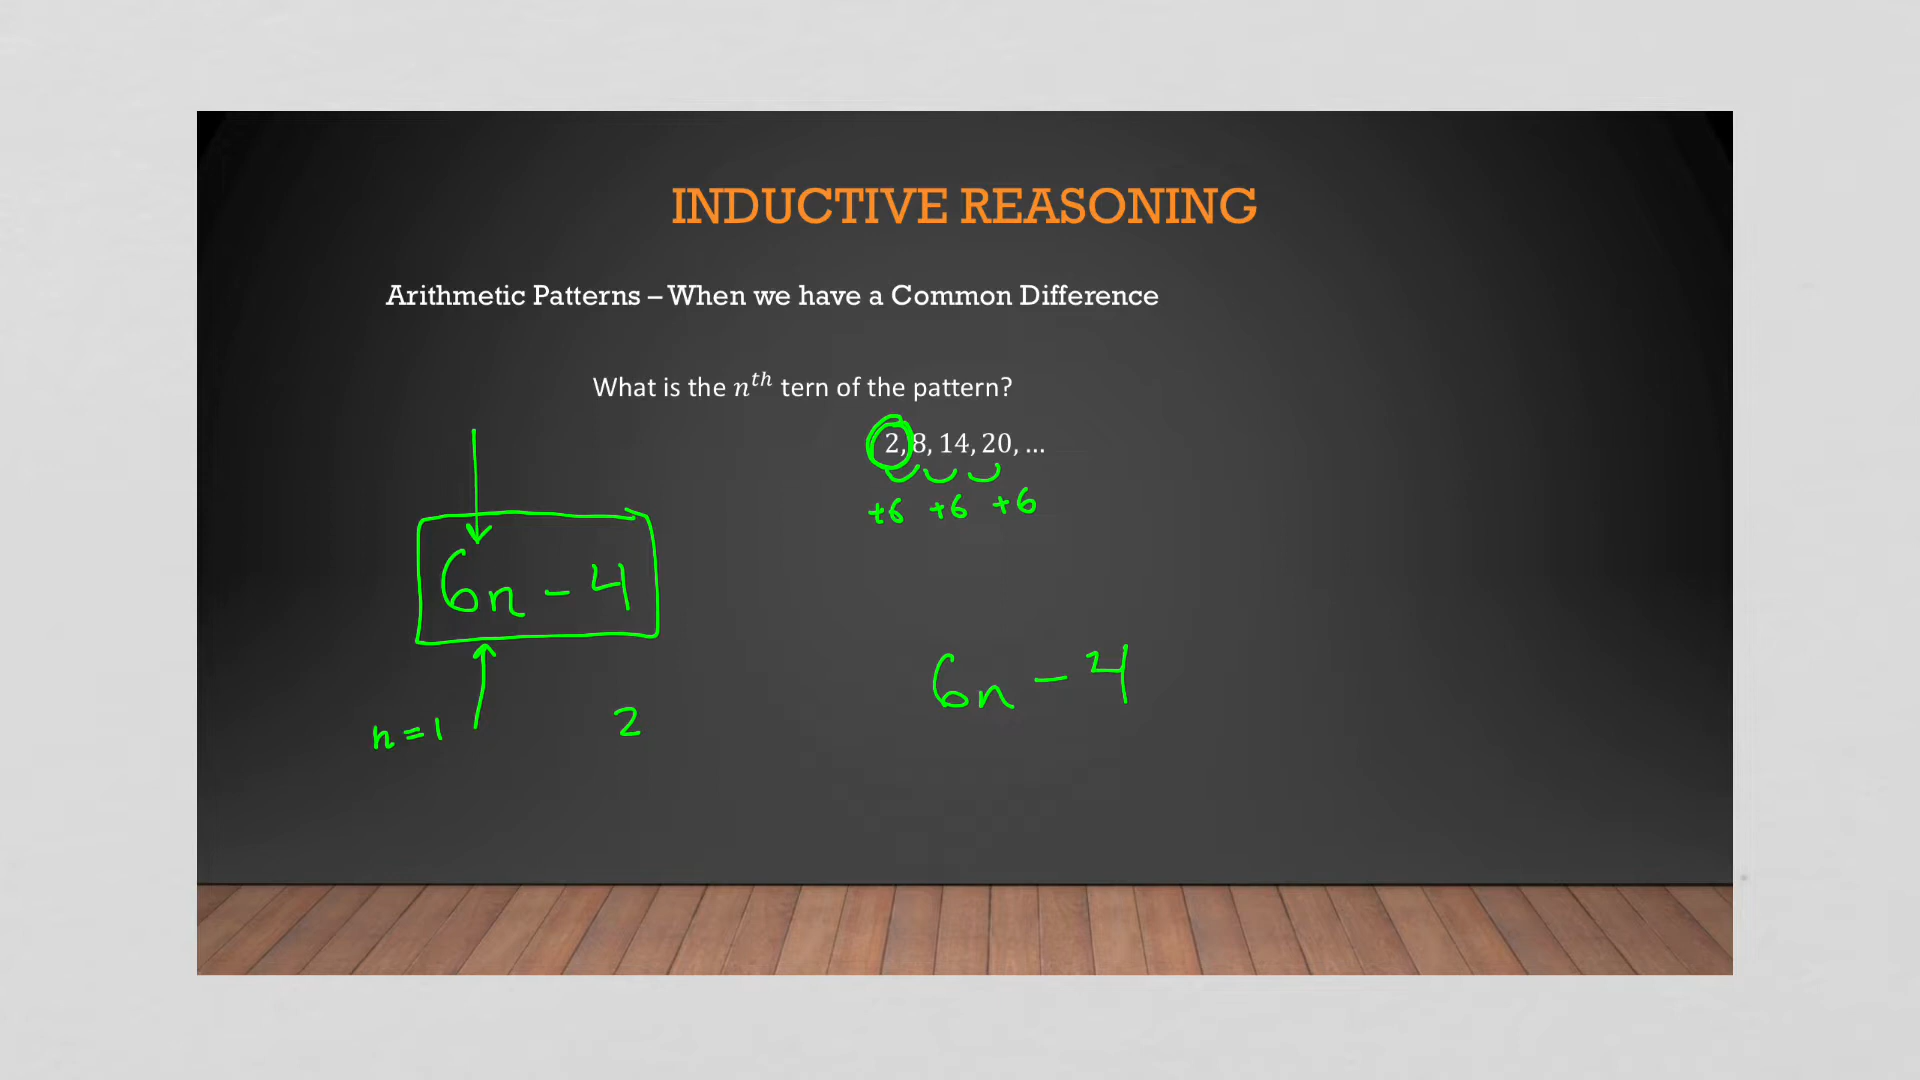 INDUCTIVE REASONING
Arithmetic Patterns – When we have a Common Difference
What is the n^th tern of the pattern?
2, 8, 14, 20, ...
+6 +6 +6
6n - 4
6n - 4
n = 1 2